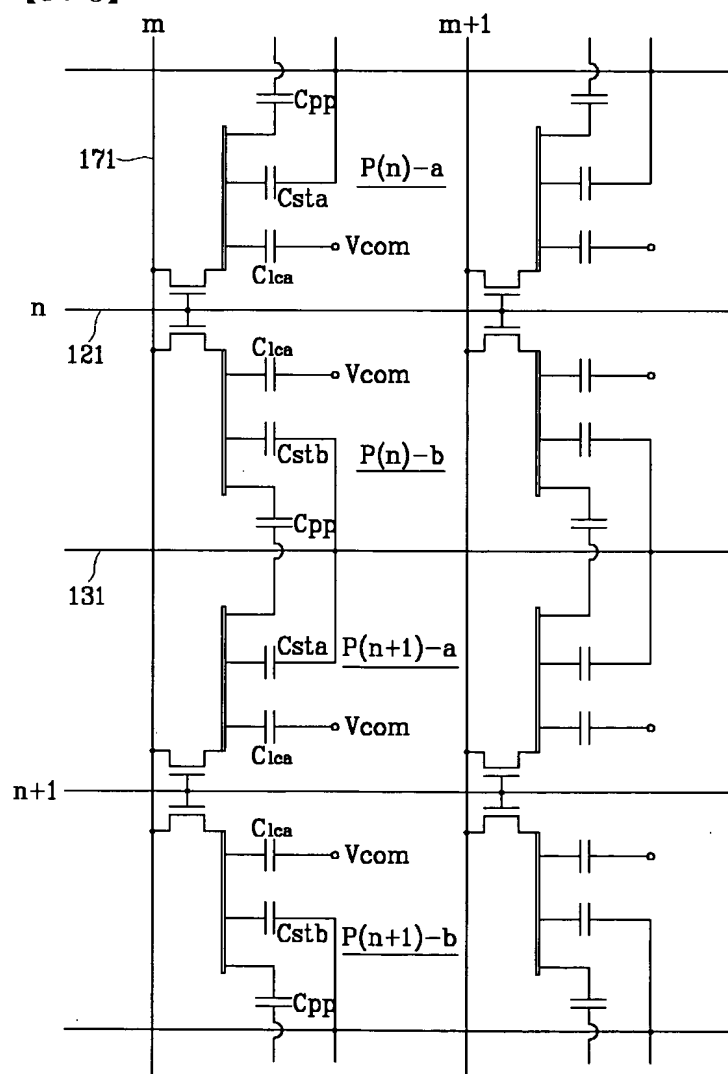 m
m+1
Cpp
171
P(n)-a
Csta
Vcom
Clca
n
121
Clca
Vcom
Cstb
P(n)-b
Cpp
131
Csta
P(n+1)-a
Vcom
Clca
n+1
Clca
Vcom
Cstb
P(n+1)-b
Cpp